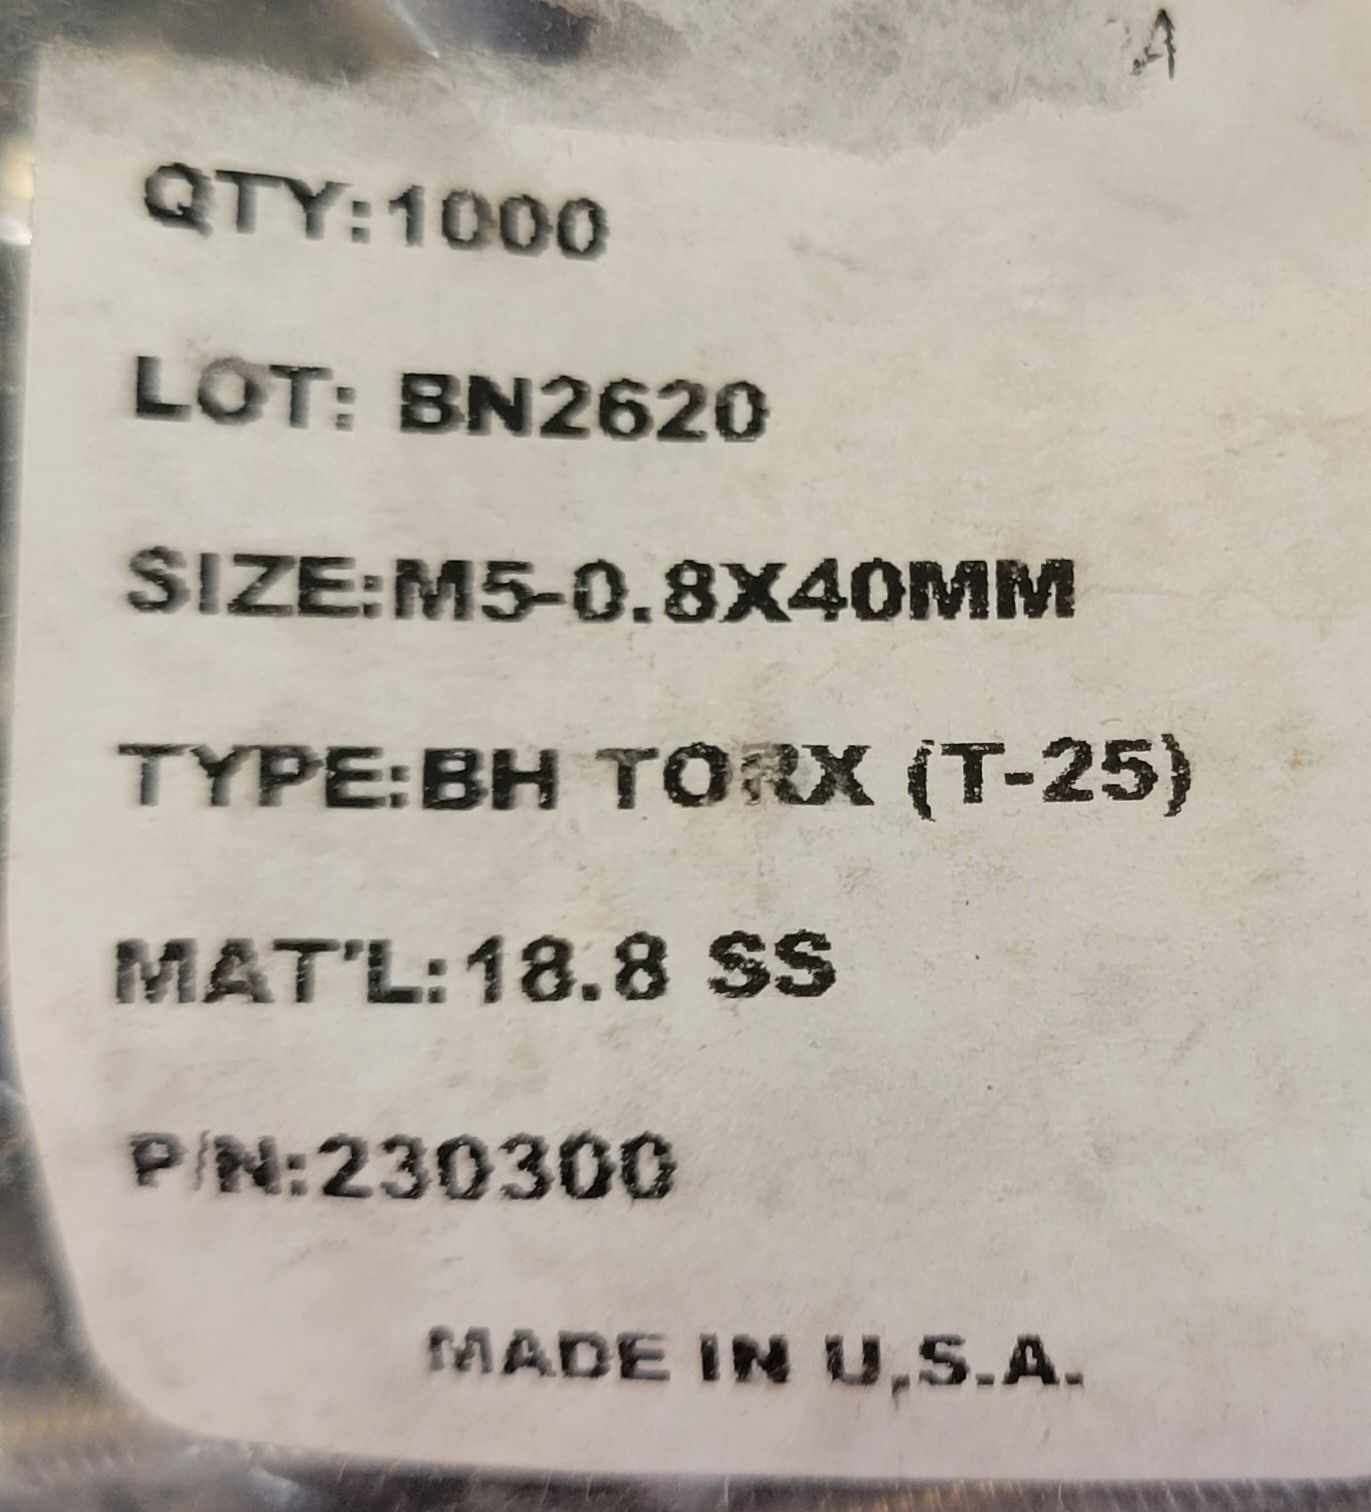 A
QTY:1000
LOT: BN2620
SIZE:M5-0.8X40MM
TYPE:BH TORX (T-25)
MAT'L:18.8 SS
P/N:230300
MADE IN U.S.A.